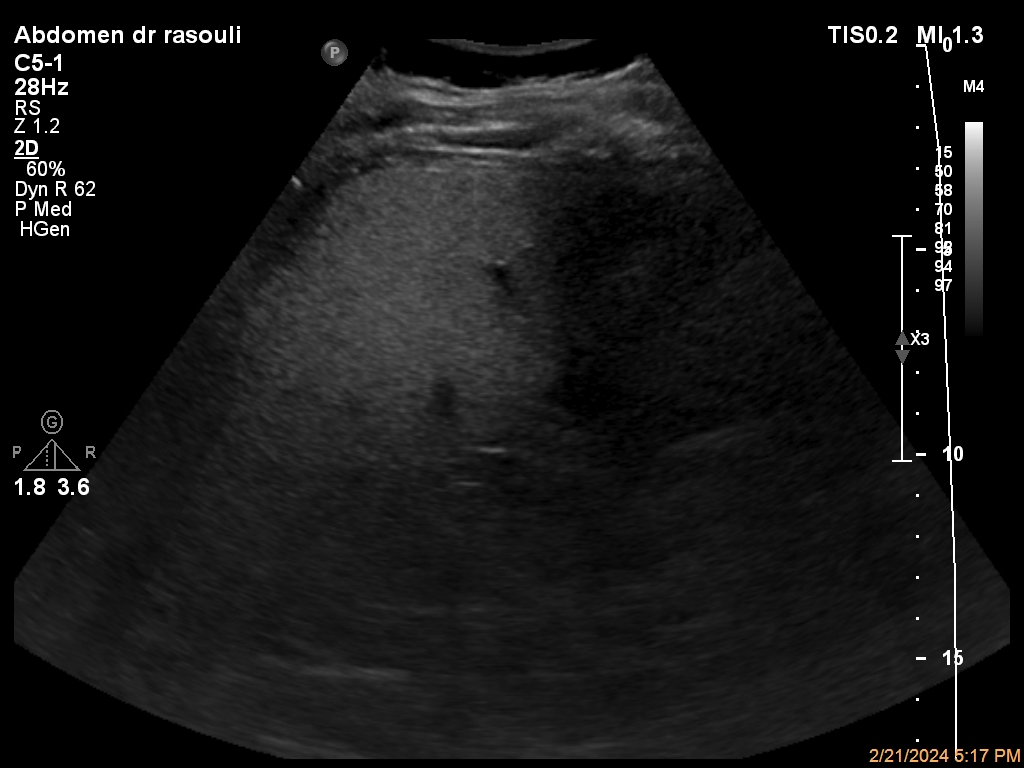 Abdomen dr rasouli
TIS0.2 MI 1.3
C5-1
28Hz
RS
Z 1.2
2D
60%
Dyn R 62
P Med
HGen
P
M4
0
15
50
58
70
81
5
94
97
X3
10
15
G
P R
1.8 3.6
2/21/2024 5:17 PM